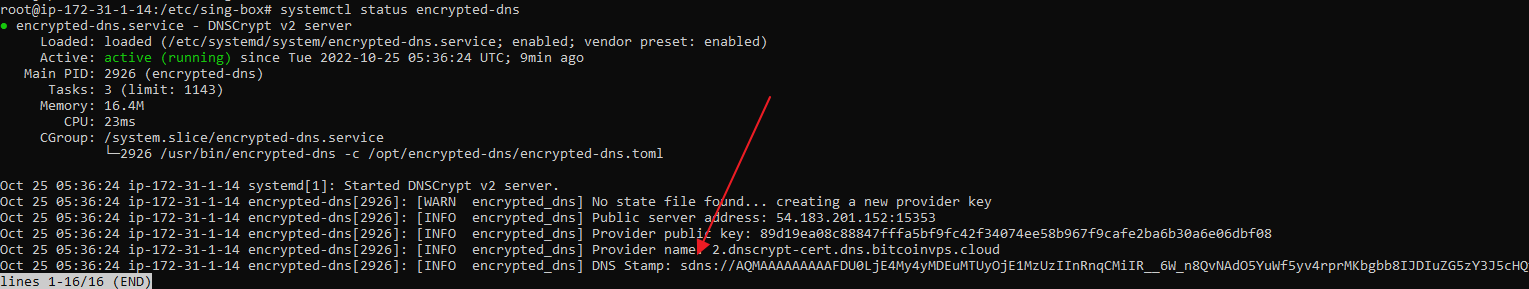 root@ip-172-31-1-14:/etc/sing-box# systemctl status encrypted-dns
● encrypted-dns.service - DNSCrypt v2 server
Loaded: loaded (/etc/systemd/system/encrypted-dns.service; enabled; vendor preset: enabled)
Active: active (running) since Tue 2022-10-25 05:36:24 UTC; 9min ago
Main PID: 2926 (encrypted-dns)
Tasks: 3 (limit: 1143)
Memory: 16.4M
CPU: 23ms
CGroup: /system.slice/encrypted-dns.service
└─2926 /usr/bin/encrypted-dns -c /opt/encrypted-dns/encrypted-dns.toml
Oct 25 05:36:24 ip-172-31-1-14 systemd[1]: Started DNSCrypt v2 server.
Oct 25 05:36:24 ip-172-31-1-14 encrypted-dns[2926]: [WARN  encrypted_dns] No state file found... creating a new provider key
Oct 25 05:36:24 ip-172-31-1-14 encrypted-dns[2926]: [INFO  encrypted_dns] Public server address: 54.183.201.152:15353
Oct 25 05:36:24 ip-172-31-1-14 encrypted-dns[2926]: [INFO  encrypted_dns] Provider public key: 89d19ea08c88847fffa5bf9fc42f34074ee58b967f9cafe2ba6b30a6e06dbf08
Oct 25 05:36:24 ip-172-31-1-14 encrypted-dns[2926]: [INFO  encrypted_dns] Provider name: 2.dnscrypt-cert.dns.bitcoinvps.cloud
Oct 25 05:36:24 ip-172-31-1-14 encrypted-dns[2926]: [INFO  encrypted_dns] DNS Stamp: sdns://AQMAAAAAAAAAFDU0LjE4My4yMDEuMTUyOjE1MzUzIInRnqCMiIR__6W_n8QvNAdO5YuWf5yv4rprMKbgbb8IJDIuZG5zY3J5cHQ
lines 1-16/16 (END)